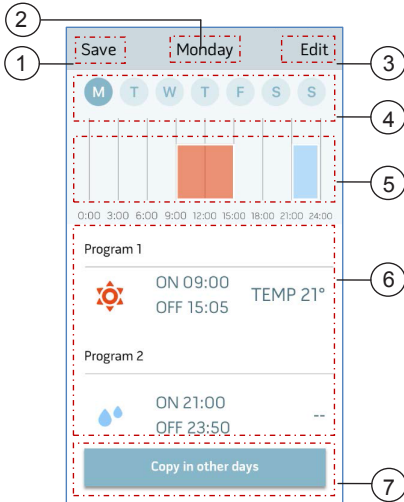 2
Save Monday Edit
1
3
M T W T F S S
4
5
0:00 3:00 6:00 9:00 12:00 15:00 18:00 21:00 24:00
Program 1
6
ON 09:00
TEMP 21°
OFF 15:05
Program 2
ON 21:00
--
OFF 23:50
Copy in other days
7